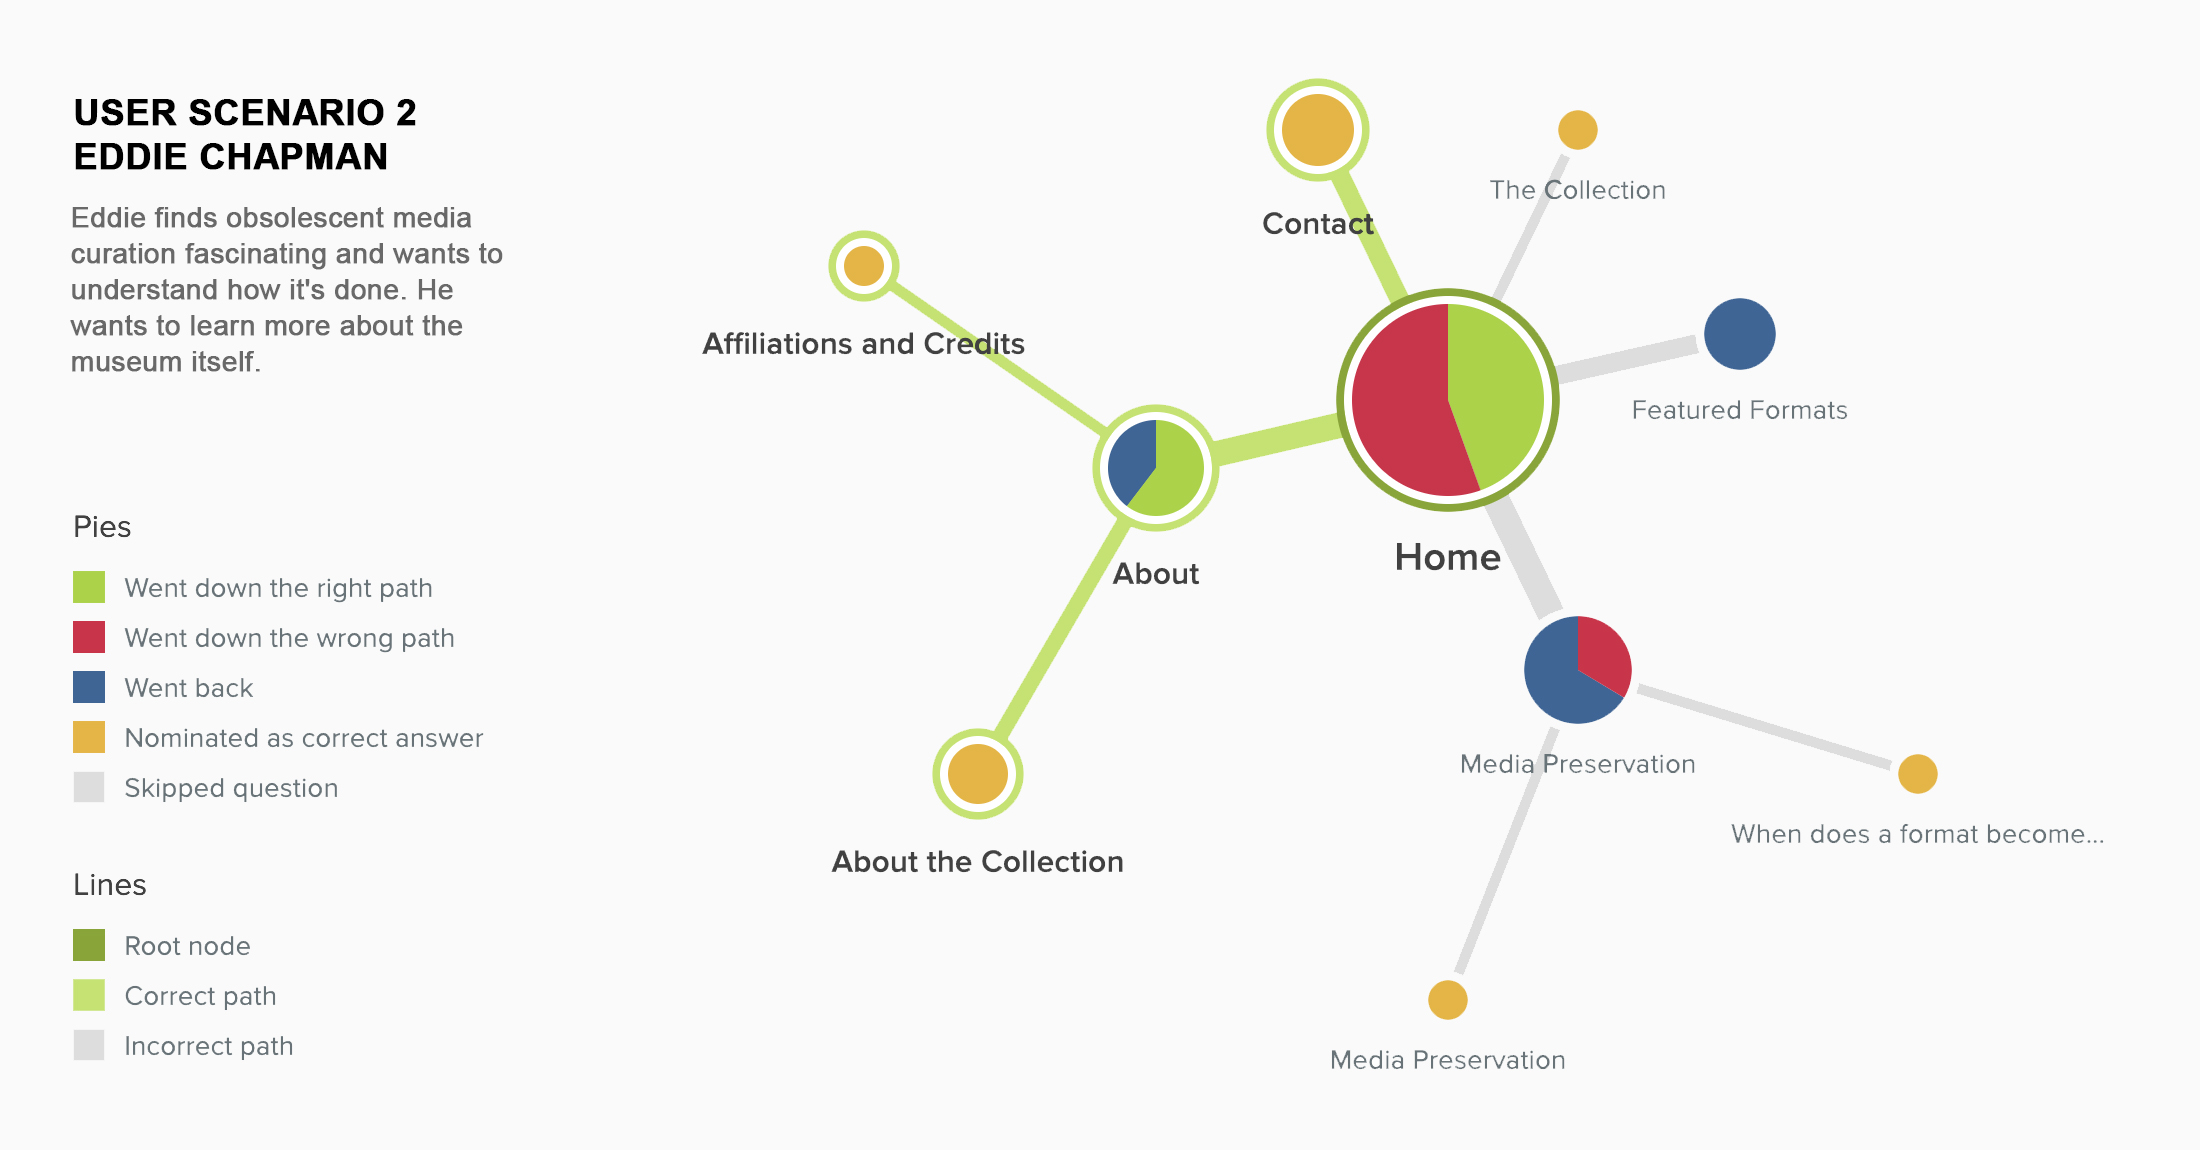 USER SCENARIO 2
EDDIE CHAPMAN
Eddie finds obsolescent media
curation fascinating and wants to
understand how it's done. He
wants to learn more about the
museum itself.
Pies
Went down the right path
Went down the wrong path
Went back
Nominated as correct answer
Skipped question
Lines
Root node
Correct path
Incorrect path
The Collection
Contact
Affiliations and Credits
Featured Formats
Home
About
Media Preservation
When does a format become...
About the Collection
Media Preservation